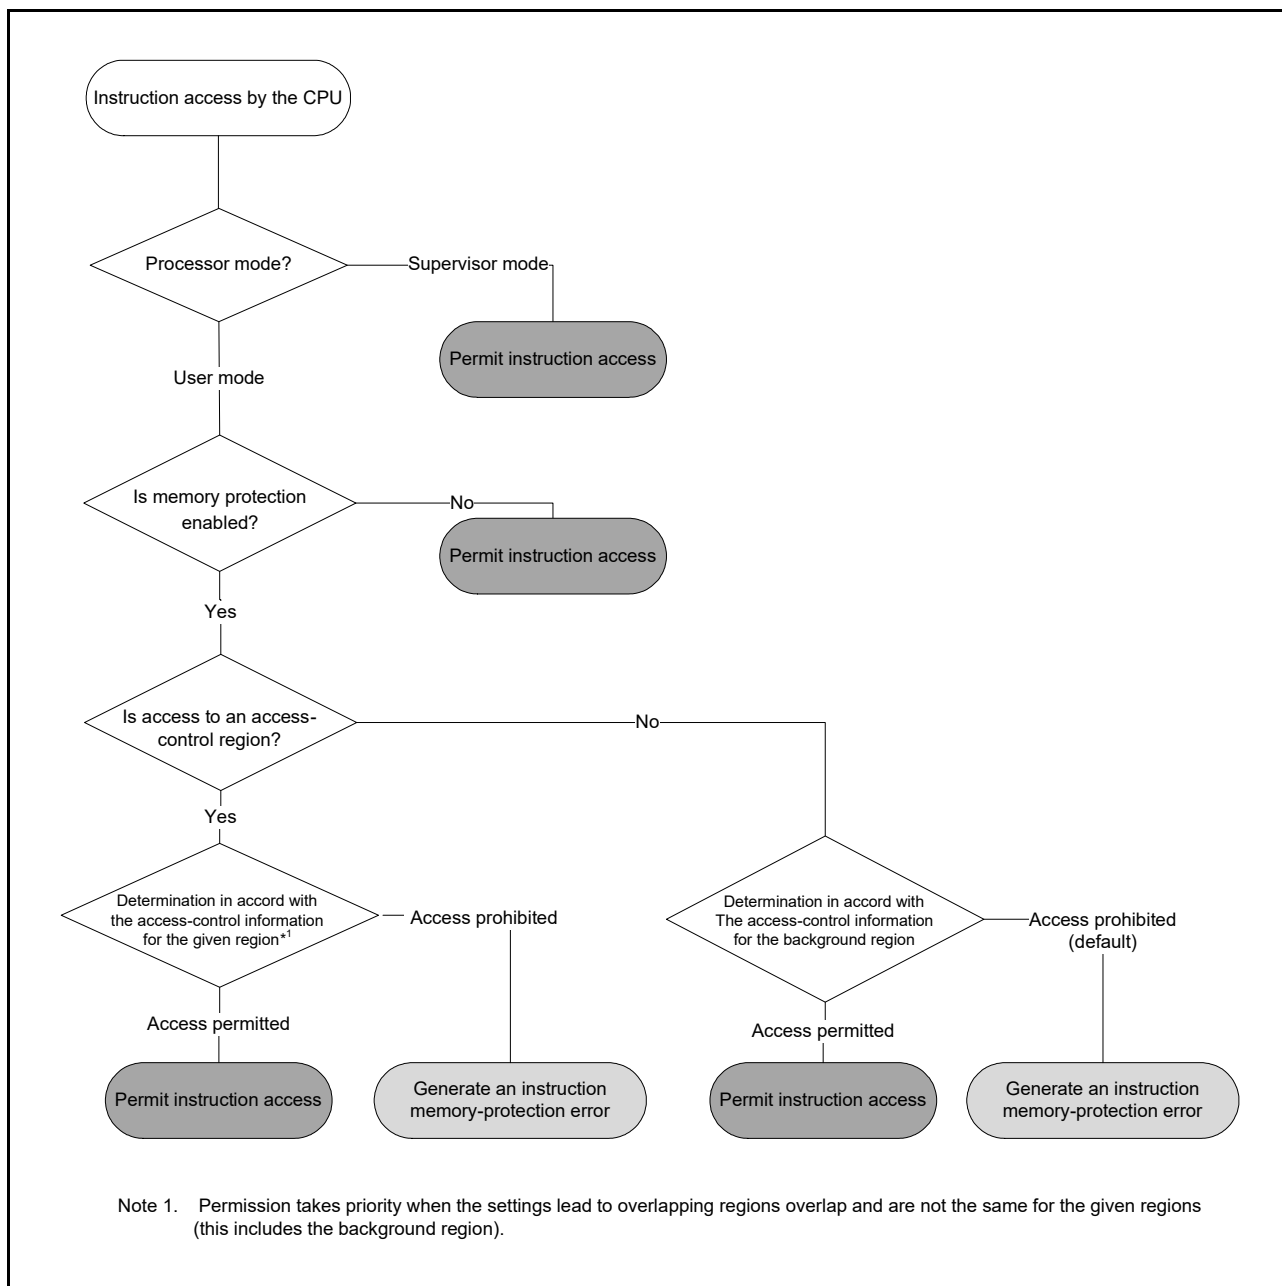 Instruction access by the CPU
Processor mode?
Supervisor mode
Permit instruction access
User mode
Is memory protection
enabled?
No
Permit instruction access
Yes
Is access to an access-
control region?
No
Yes
Determination in accord with
the access-control information
for the given region*1
Access prohibited
Determination in accord with
The access-control information
for the background region
Access prohibited
(default)
Access permitted
Access permitted
Permit instruction access
Generate an instruction
memory-protection error
Permit instruction access
Generate an instruction
memory-protection error
Note 1. Permission takes priority when the settings lead to overlapping regions overlap and are not the same for the given regions
(this includes the background region).